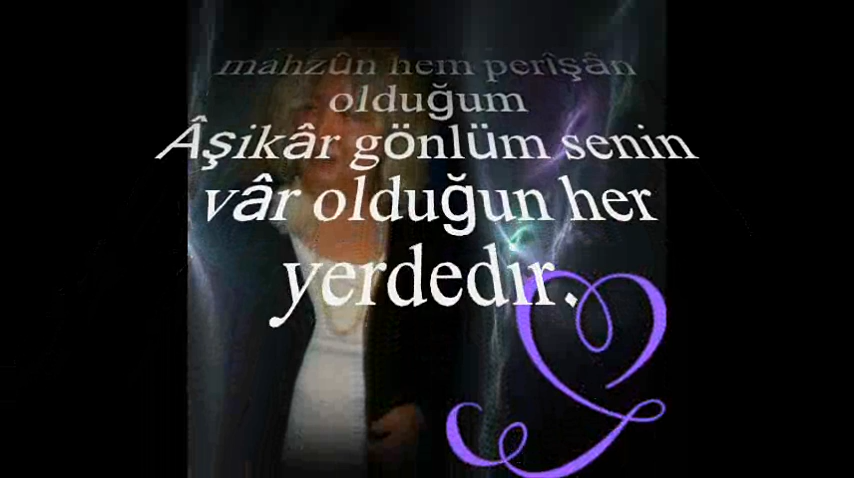 mahzûn hem perîşân
olduğum
Âşikâr gönlüm senin
vâr olduğun her
yerdedir.